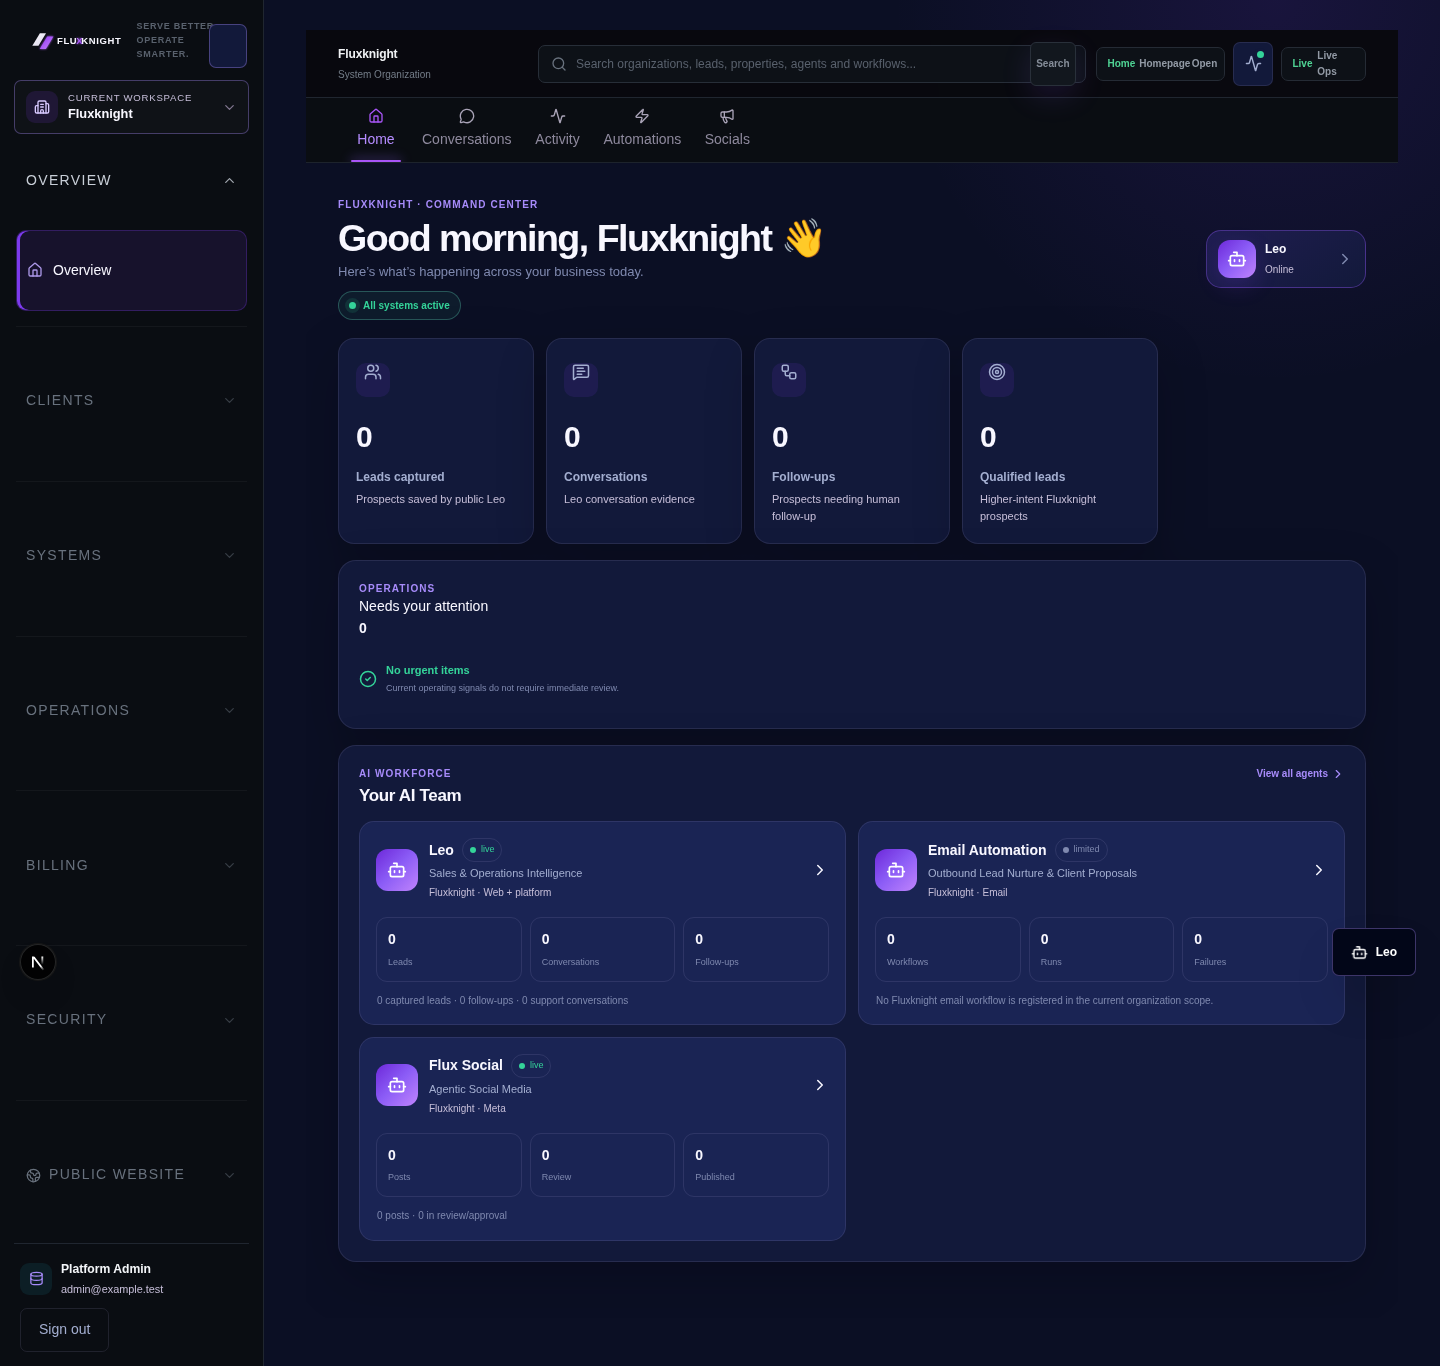 FLUXKNIGHT
SERVE BETTER
OPERATE
SMARTER.
CURRENT WORKSPACE
Fluxknight
OVERVIEW
Overview
CLIENTS
SYSTEMS
OPERATIONS
BILLING
N
SECURITY
PUBLIC WEBSITE
Platform Admin
admin@example.test
Sign out
Fluxknight
System Organization
Search organizations, leads, properties, agents and workflows...
Search
Home Homepage Open
Live Live Ops
Home
Conversations
Activity
Automations
Socials
FLUXKNIGHT · COMMAND CENTER
Good morning, Fluxknight 👋
Here’s what’s happening across your business today.
All systems active
Leo
Online
0
Leads captured
Prospects saved by public Leo
0
Conversations
Leo conversation evidence
0
Follow-ups
Prospects needing human
follow-up
0
Qualified leads
Higher-intent Fluxknight
prospects
OPERATIONS
Needs your attention
0
No urgent items
Current operating signals do not require immediate review.
AI WORKFORCE
View all agents
Your AI Team
Leo live
Sales & Operations Intelligence
Fluxknight · Web + platform
0
Leads
0
Conversations
0
Follow-ups
0 captured leads · 0 follow-ups · 0 support conversations
Email Automation limited
Outbound Lead Nurture & Client Proposals
Fluxknight · Email
0
Workflows
0
Runs
0
Failures
No Fluxknight email workflow is registered in the current organization scope.
Leo
Flux Social live
Agentic Social Media
Fluxknight · Meta
0
Posts
0
Review
0
Published
0 posts · 0 in review/approval